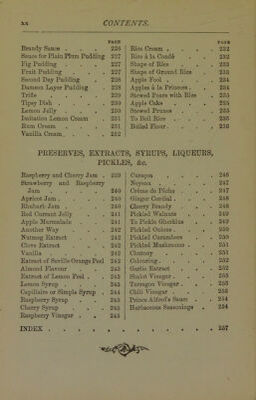 xx
CONTENTS.
PAGE
Brandy Sauce . . . 226
Sauce for Plain Plum Pudding 227
Fig Pudding . . . 227
Fruit Pudding . . . 227
Second Day Pudding . . 228
Damson Layer Pudding . 228
Trifle . . . . 229
Tipsy Dish . . . 230
Lemon Jelly . . . 230
Imitation Lemon Cream . 231
Rum Cream . . . 231
Vanilla Cream . . . 232
PAGE
Rice Cream . . . 232
Rice à la Condé . . 232
Shape of Rice . . . 233
Shape of Ground Rice . 233
Apple Fool . . . 234
Apples à la Princess . . 234
Stewed Pears with Rice . 235
Apple Cake . . . 235
Stewed Prunes . . . 235
To Boil Rice . . . 235
Boiled Flour . . . 236
PRESERVES, EXTRACTS, SYRUPS, LIQUEURS,
PICKLES, &c.
Raspberry and Cherry Jam . 239
Strawberry and Raspberry
Jam . . . 240
Apricot Jam . . . 240
Rhubarb Jam . . . 240
Red Currant Jelly . . 241
Apple Marmalade . . 241
Another Way . . . 242
Nutmeg Extract . . 242
Clove Extract . . . 242
Vanilla . . . . 242
Extract of Seville Orange Peel 243
Almond Flavour . . 243
Extract of Lemon Peel . . 243
Lemon Syrup . . . 243
Capillaire or Simple Syrup . 244
Raspberry Syrup . . 245
Cherry Syrup . . . 245
Raspberry Vinegar . . 245
Curaçoa . . . 246
Noyeau . . . 247
Crème de Pêche . . 247
Ginger Cordial . . . 248
Cherry Brandy . . . 248
Pickled Walnuts . . 249
To Pickle Gherkins . . 249
Pickled Onions . . . 250
Pickled Cucumbers . . 250
Pickled Mushrooms . . 251
Chutney . . . . 251
Colouring . . . 252
Garlic Extract . . . 252
Shalot Vinegar . . . 253
Tarragon Vinegar . . 253
Chili Vinegar . . . 253
Prince Alfred's Sauce . . 254
Herbaceous Seasonings . 254
INDEX . . . . . . . . . 257